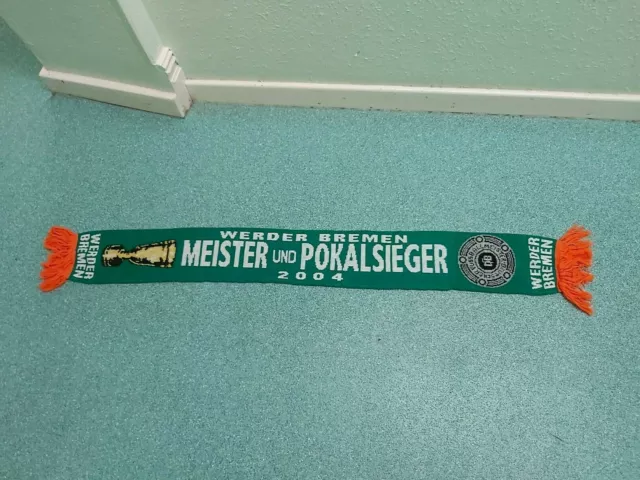 WERDER
BREMEN
WERDER BREMEN
MEISTER UND POKALSIEGER
2004
WERDER
BREMEN